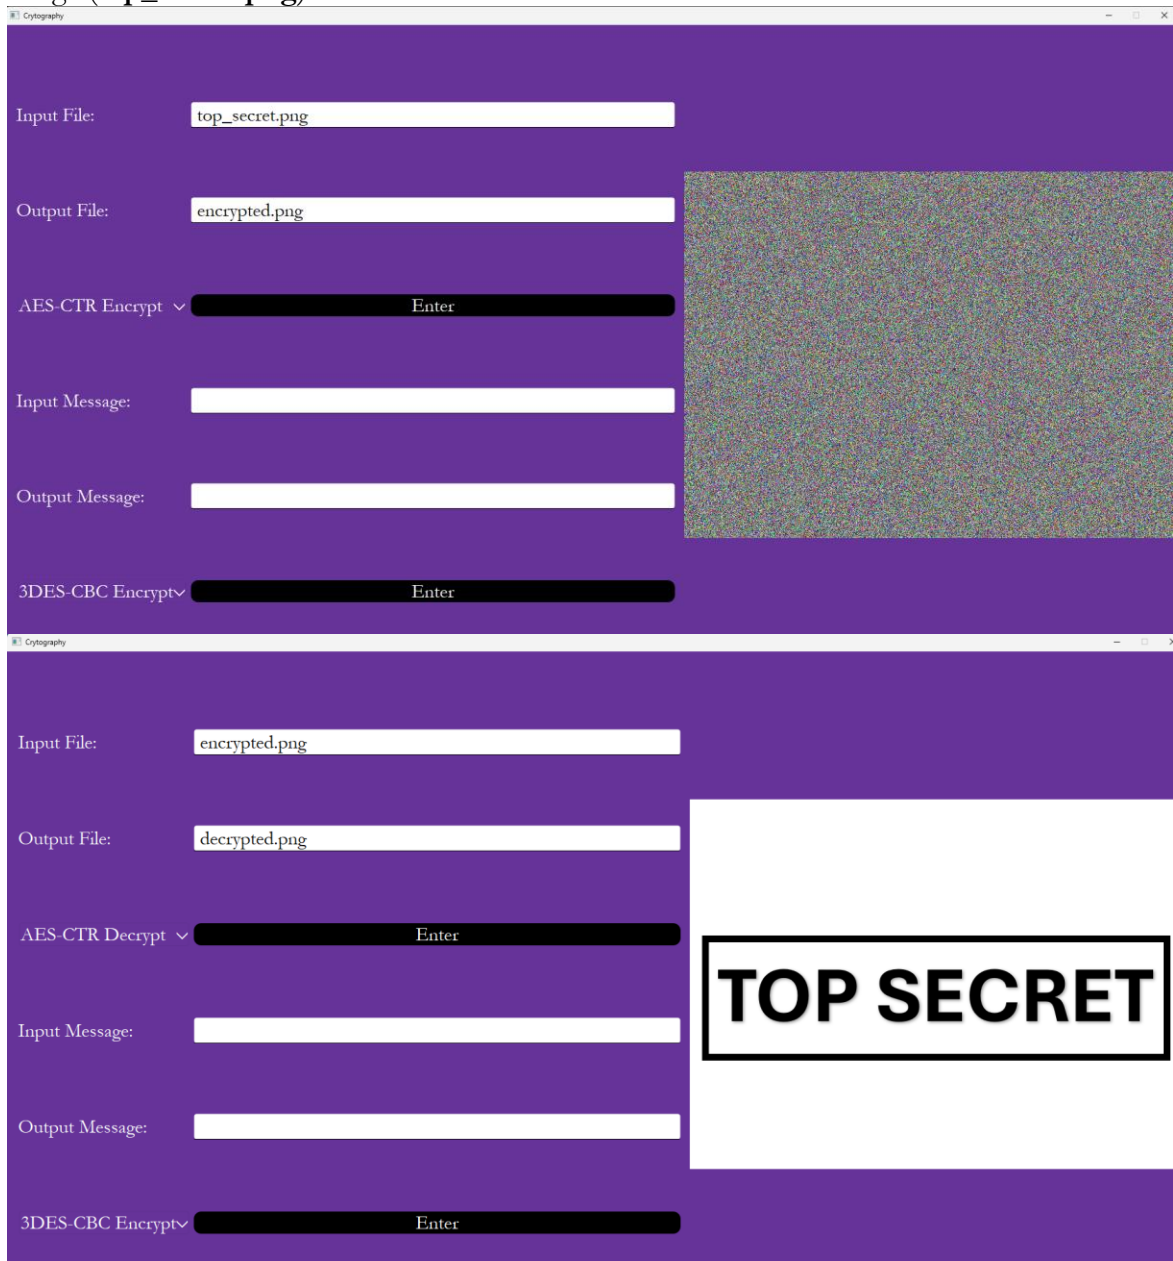 Crytography
Input File: top_secret.png
Output File: encrypted.png
AES-CTR Encrypt Enter
Input Message:
Output Message:
3DES-CBC Encrypt Enter
Crytography
Input File: encrypted.png
Output File: decrypted.png
AES-CTR Decrypt Enter
TOP SECRET
Input Message:
Output Message:
3DES-CBC Encrypt Enter